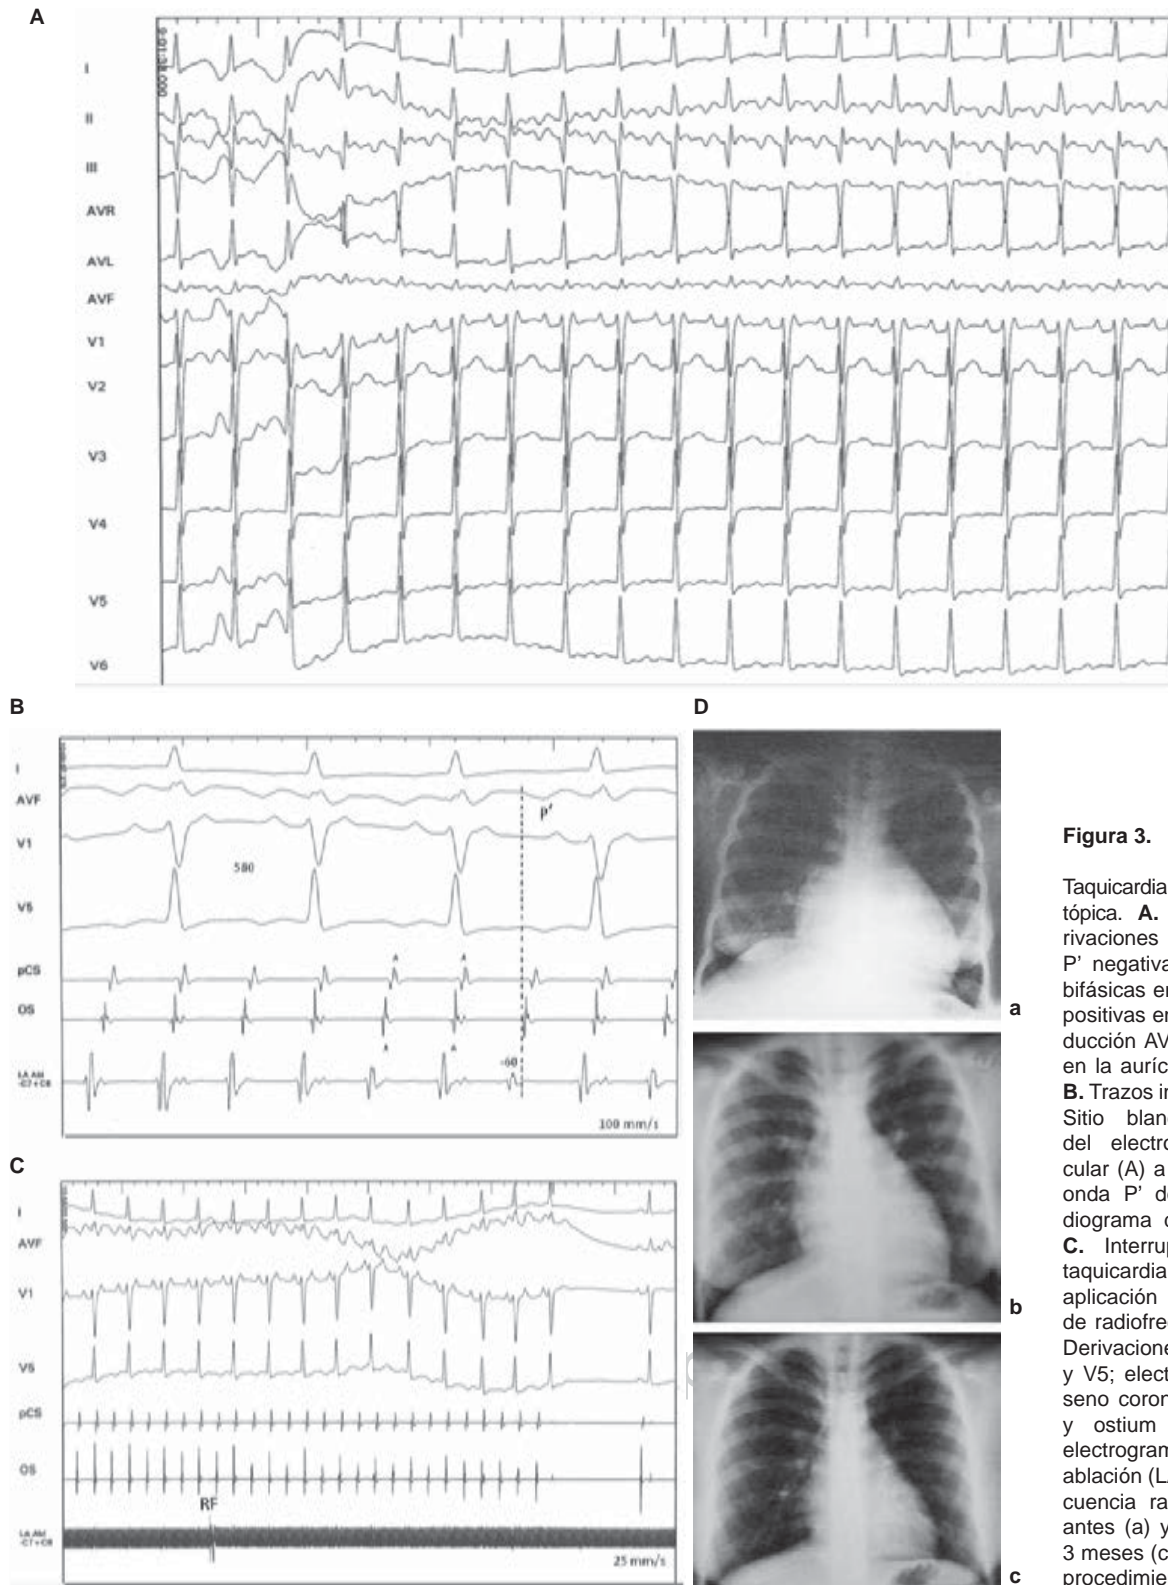 A
I
II
III
AVR
AVL
AVF
V1
V2
V3
V4
V5
V6
B
I
AVF
V1
V5
pCS
OS
580
P'
A A
A A
-60
100 mm/s
C
I
AVF
V1
V5
pCS
OS
RF
25 mm/s
D
a
b
c
Figura 3.
Taquicardia
tópica. A.
rivaciones
P' negativa
bifásicas en
positivas en
ducción AV
en la auríc
B. Trazos in
Sitio blan
del electro
cular (A) a
onda P' de
diograma d
C. Interrup
taquicardia
aplicación
de radiofre
Derivacione
y V5; elect
seno coron
y ostium
electrogram
ablación (L
cuencia ra
antes (a) y
3 meses (c
procedimie